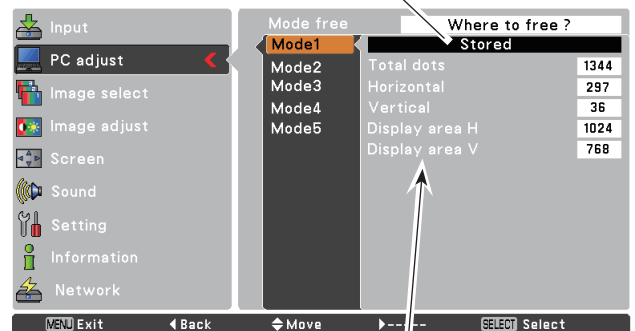 Input
PC adjust
Image select
Image adjust
Screen
Sound
Setting
Information
Network
Mode free
Where to free ?
Mode1
Mode2
Mode3
Mode4
Mode5
Stored
Total dots 1344
Horizontal 297
Vertical 36
Display area H 1024
Display area V 768
MENU Exit Back Move ----- SELECT Select